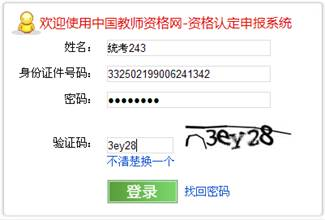 欢迎使用中国教师资格网-资格认定申报系统
姓名： 统考243
身份证件号码： 332502199006241342
密码： ●●●●●●●●
验证码： 3ey28 3ey28
不清楚换一个
登录 找回密码